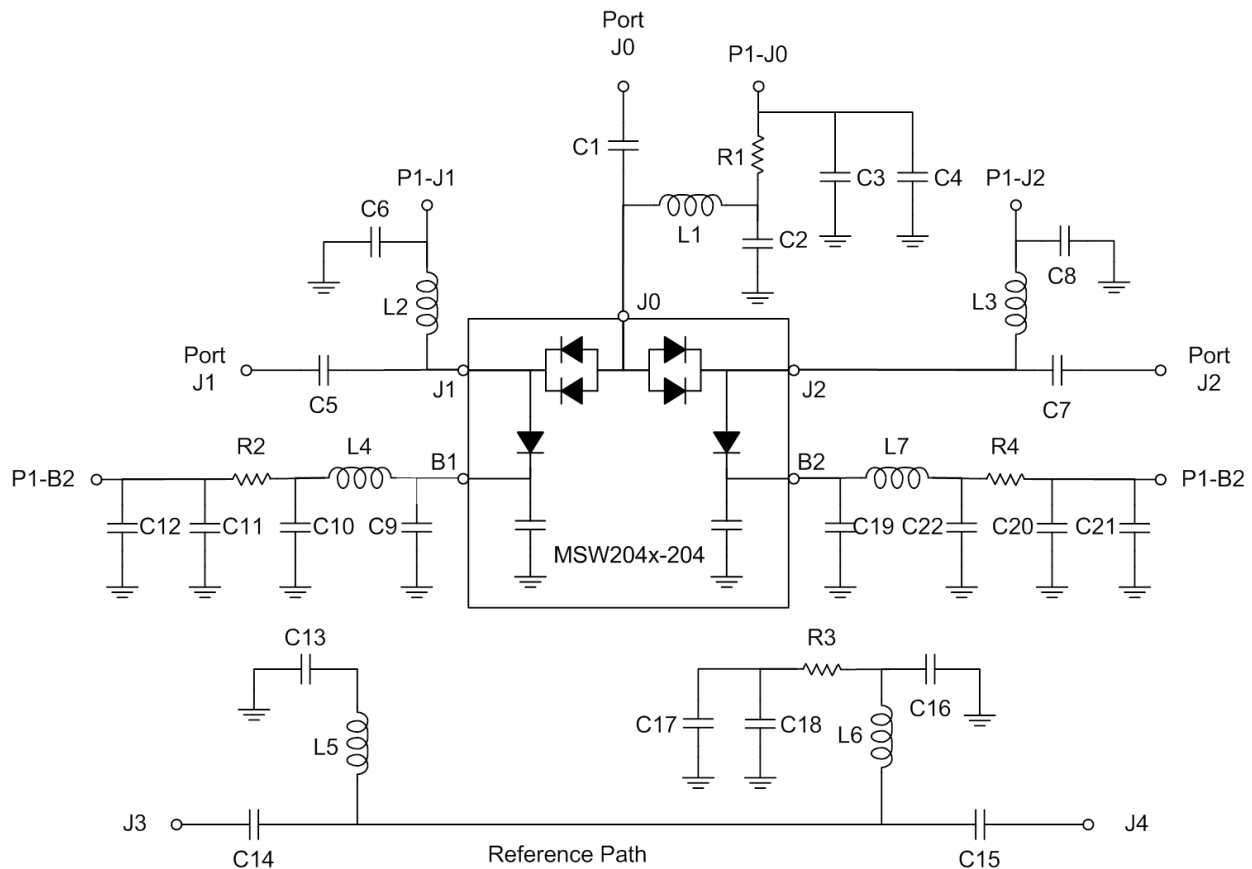 Port
J0
P1-J0
C1
R1
C3
C4
P1-J1
P1-J2
C6
L1
C2
C8
L2
J0
L3
Port
J1
C5
J1
J2
C7
Port
J2
R2
L4
B1
B2
L7
R4
P1-B2
P1-B2
C12
C11
C10
C9
C19
C22
C20
C21
MSW204x-204
C13
R3
L5
C17
C18
L6
C16
J3
J4
C14
Reference Path
C15